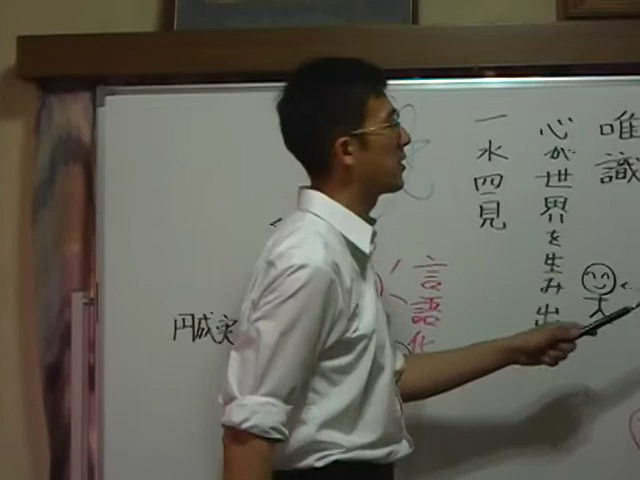 唯識
心が世界を生み出
一水四見
言語化
円成実